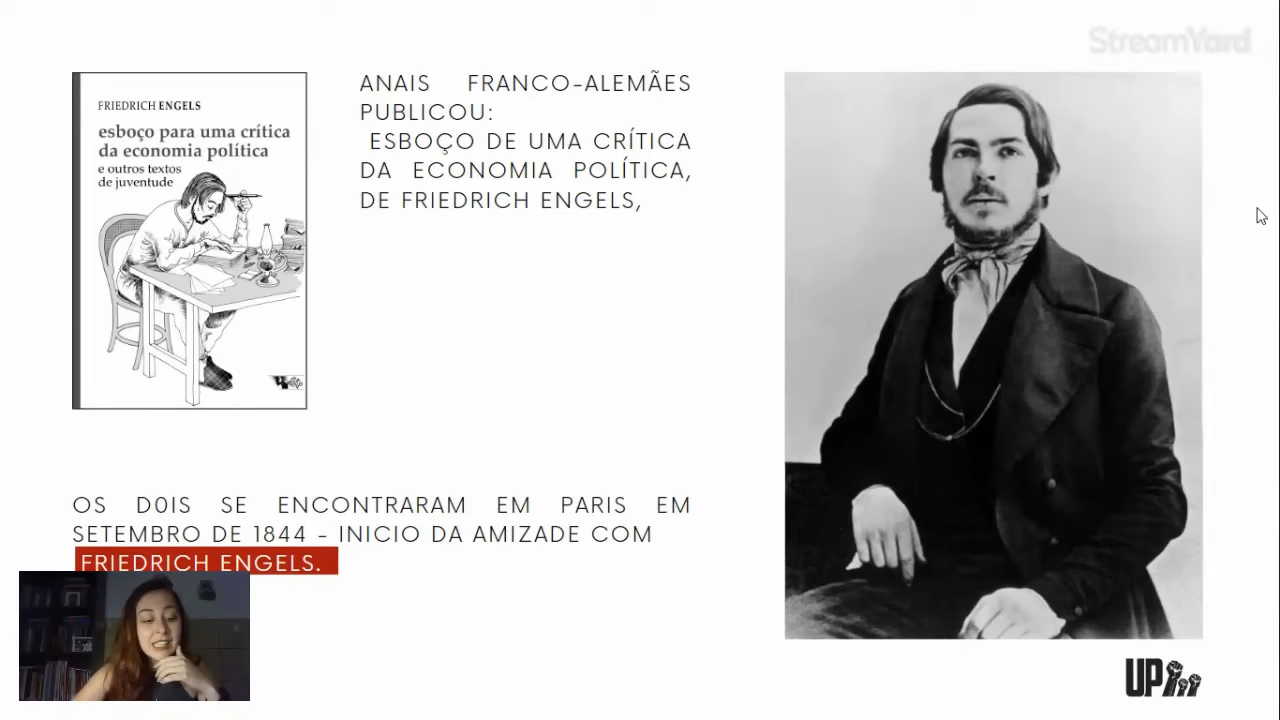 StreamYard
FRIEDRICH ENGELS
esboço para uma crítica
da economia política
e outros textos
de juventude
ANAIS FRANCO-ALEMÃES
PUBLICOU:
ESBOÇO DE UMA CRÍTICA
DA ECONOMIA POLÍTICA,
DE FRIEDRICH ENGELS,
OS D0IS SE ENCONTRARAM EM PARIS EM
SETEMBRO DE 1844 - INICIO DA AMIZADE COM
FRIEDRICH ENGELS.
UP